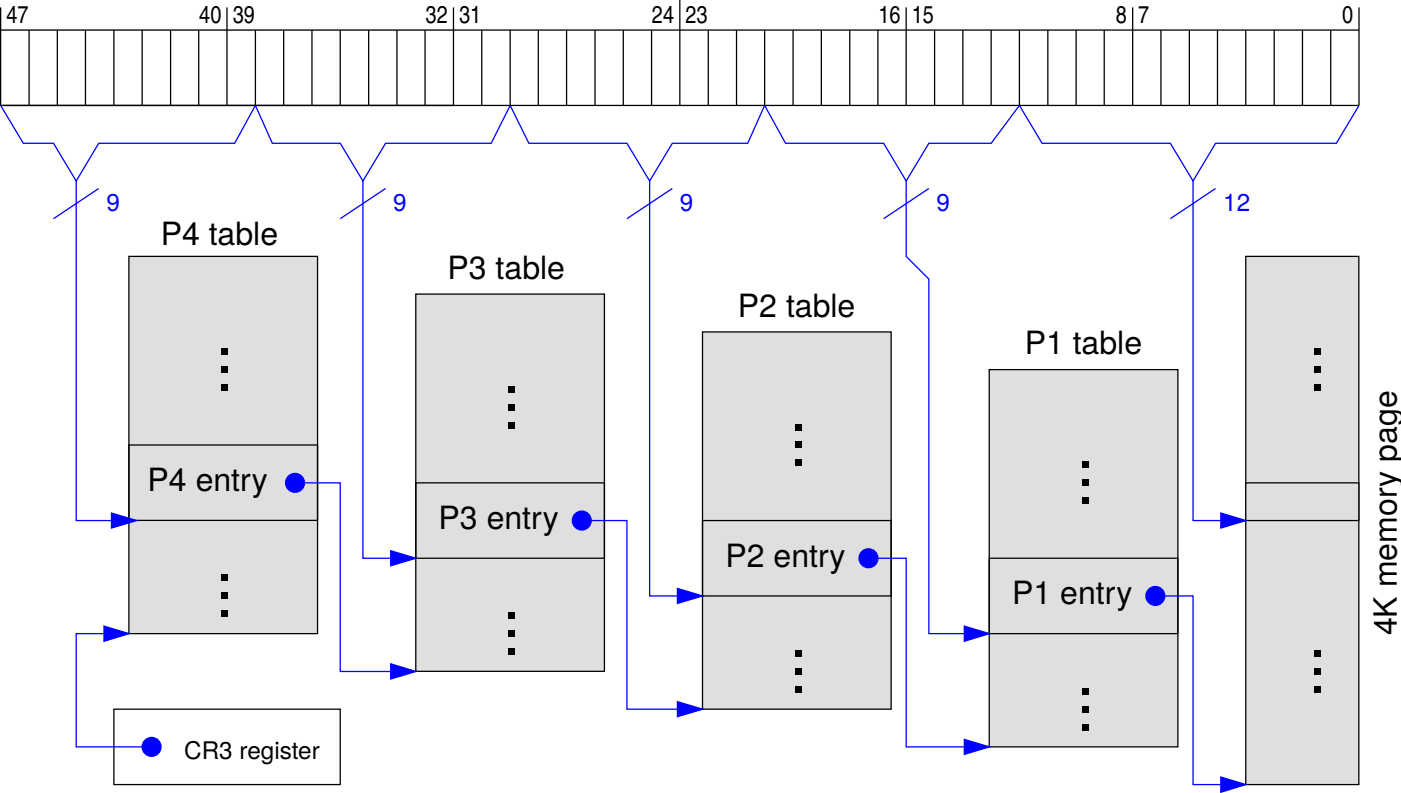 47 40 39 32 31 24 23 16 15 8 7 0
9 9 9 9 12
P4 table
P3 table
P2 table
P1 table
P4 entry
P3 entry
P2 entry
P1 entry
4K memory page
CR3 register